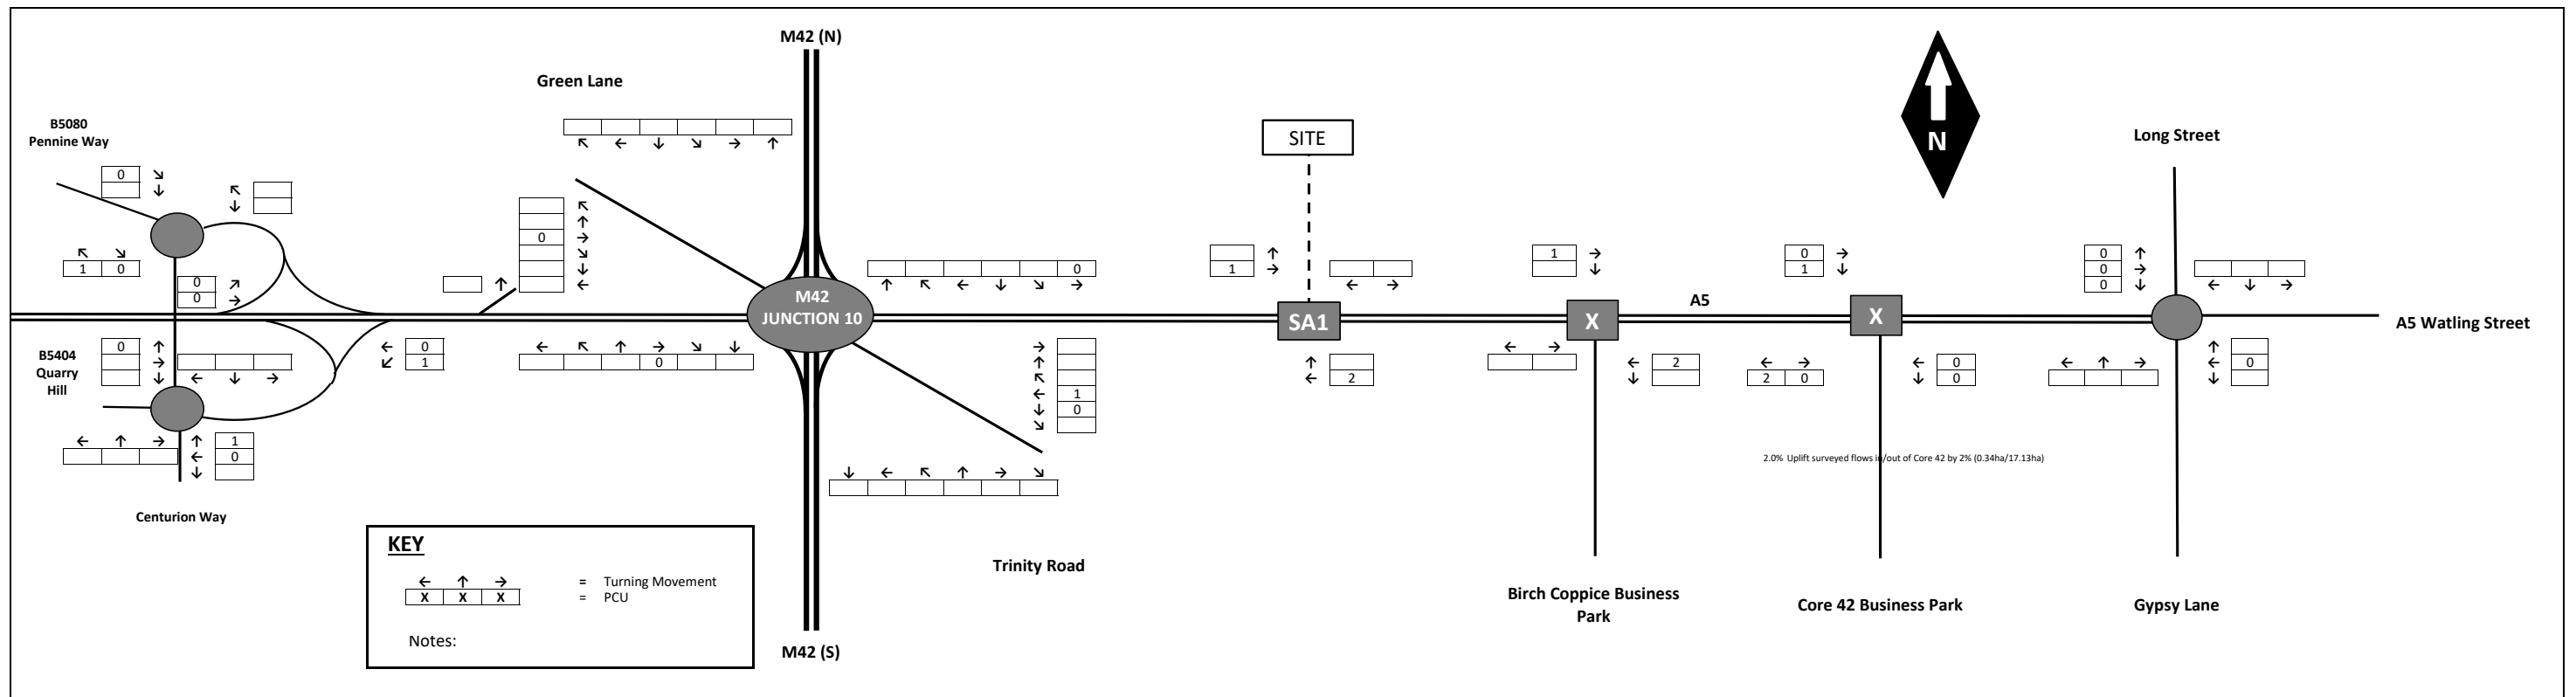 M42 (N)
Green Lane
B5080
Pennine Way
SITE
N
Long Street
← ↓ ↘ → ↑
0 ↘
↓
↖
↓
↖ ↘
1 0
0 ↗
0 →
↑
↖
↑
0 →
↘
↓
←
M42
JUNCTION 10
0
↑ ↖ ← ↓ ↘ →
↑
1 →
← →
SA1
1 →
↓
X
A5
0 →
1 ↓
X
0 ↑
0 →
0 ↓
← ↓ →
A5 Watling Street
B5404
Quarry
Hill
0 ↑
→
↓
← ↓ →
← 0
↙ 1
← ↖ ↑ → ↘ ↓
0
→
↑
↖
← 1
↓ 0
↘
↑
← 2
← →
← 2
↓
← →
2 0
← 0
↓ 0
← ↑ →
↑
← 0
↓
← ↑ →
↑ 1
← 0
↓
↓ ← ↖ ↑ → ↘
2.0% Uplift surveyed flows in/out of Core 42 by 2% (0.34ha/17.13ha)
Centurion Way
KEY
← ↑ → = Turning Movement
X X X = PCU
Notes:
M42 (S)
Trinity Road
Birch Coppice Business
Park
Core 42 Business Park
Gypsy Lane